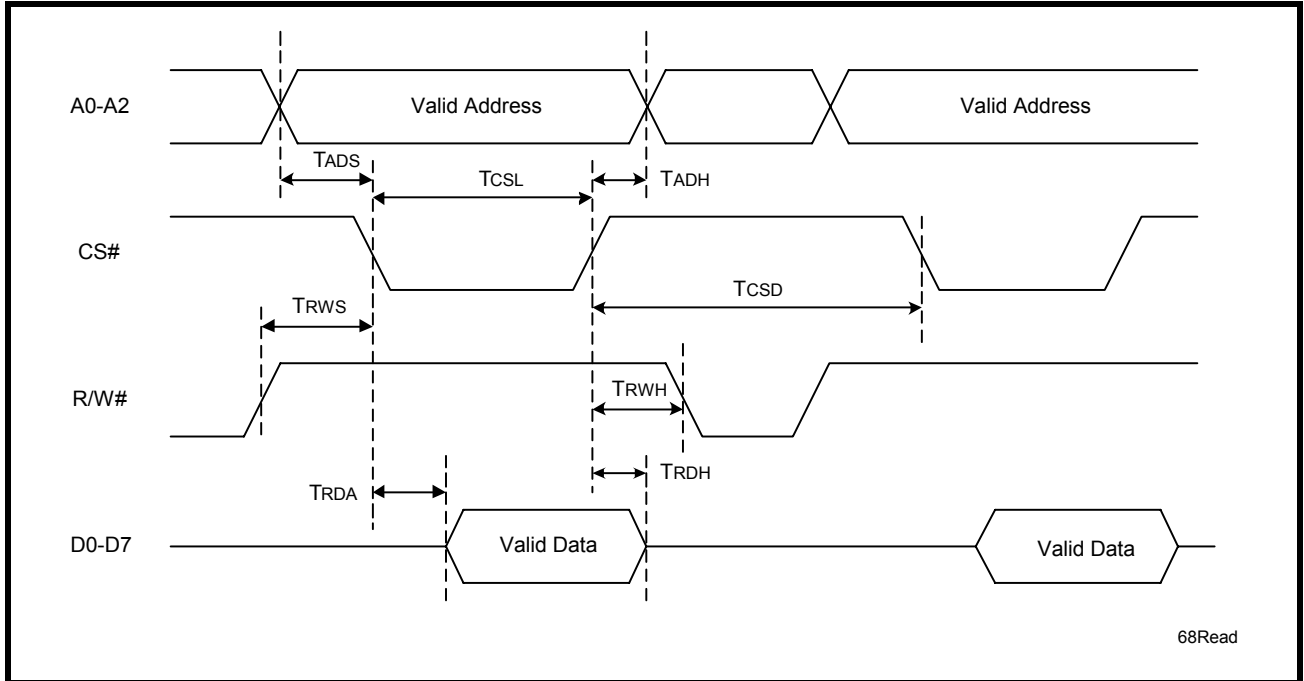 A0-A2
Valid Address
Valid Address
TADS
TCSL
TADH
CS#
TCSD
TRWS
R/W#
TRWH
TRDH
TRDA
D0-D7
Valid Data
Valid Data
68Read